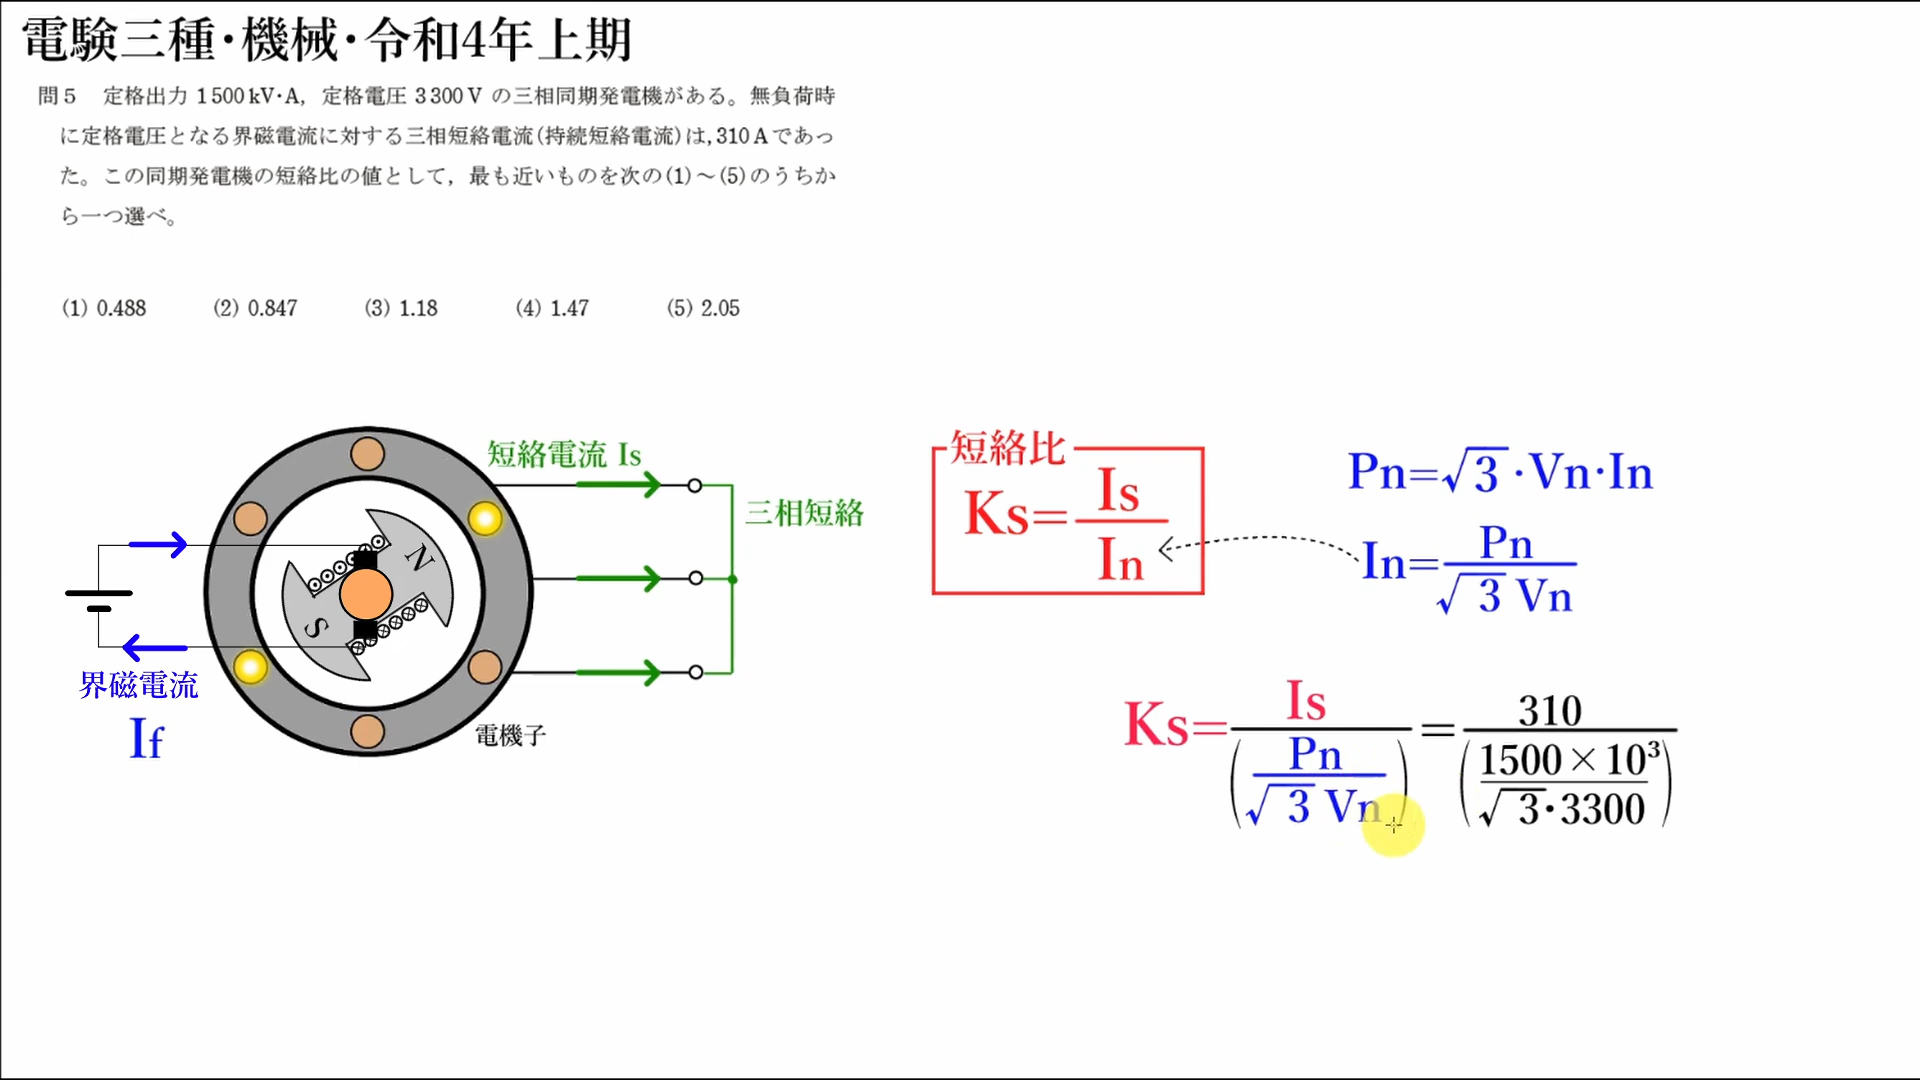 電験三種・機械・令和4年上期
問5　定格出力 1500kV・A，定格電圧 3300V の三相同期発電機がある。無負荷時
に定格電圧となる界磁電流に対する三相短絡電流(持続短絡電流)は,310Aであっ
た。この同期発電機の短絡比の値として，最も近いものを次の(1)～(5)のうちか
ら一つ選べ。
(1) 0.488　(2) 0.847　(3) 1.18　(4) 1.47　(5) 2.05
短絡電流 Is
三相短絡
N
S
界磁電流
If
電機子
短絡比
Ks=Is/In
Pn=√3・Vn・In
In=Pn/√3 Vn
Ks=Is/(Pn/√3 Vn)=310/(1500×10³/√3・3300)